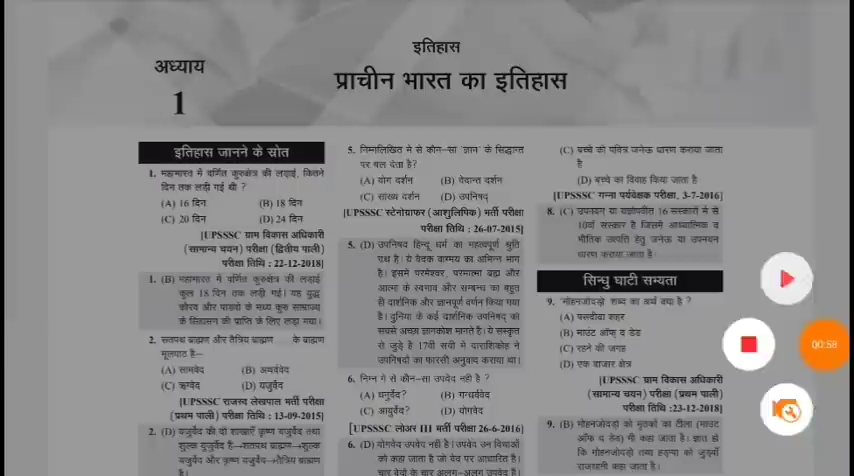 इतिहास
अध्याय
1
प्राचीन भारत का इतिहास
इतिहास जानने के स्रोत
1. महाभारत में वर्णित कुरुक्षेत्र की लड़ाई, कितने
दिन तक लड़ी गई थी ?
(A) 16 दिन (B) 18 दिन
(C) 20 दिन (D) 24 दिन
[UPSSSC ग्राम विकास अधिकारी
(सामान्य चयन) परीक्षा (द्वितीय पाली)
परीक्षा तिथि : 22-12-2018]
1. (B) महाभारत में वर्णित कुरुक्षेत्र की लड़ाई
कुल 18 दिन तक लड़ी गई। यह युद्ध
कौरव और पाण्डवों के मध्य कुरु साम्राज्य
के सिंहासन की प्राप्ति के लिए लड़ा गया।
2. सतपथ ब्राह्मण और तैत्रिय ब्राह्मण ... के ब्राह्मण
मूलपाठ है—
(A) सामवेद (B) अथर्ववेद
(C) ऋग्वेद (D) यजुर्वेद
[UPSSSC राजस्व लेखपाल भर्ती परीक्षा
(प्रथम पाली) परीक्षा तिथि : 13-09-2015]
2. (D) यजुर्वेद की दो शाखाएँ कृष्ण यजुर्वेद तथा
शुल्क यजुर्वेद हैं—शतपथ ब्राह्मण—शुल्क
यजुर्वेद और कृष्ण यजुर्वेद—तैत्रिय ब्राह्मण
है।
5. निम्नलिखित में से कौन-सा 'ज्ञान' के सिद्धान्त
पर बल देता है?
(A) योग दर्शन (B) वेदान्त दर्शन
(C) सांख्य दर्शन (D) उपनिषद्
[UPSSSC स्टेनोग्राफर (आशुलिपिक) भर्ती परीक्षा
परीक्षा तिथि : 26-07-2015]
5. (D) उपनिषद हिन्दू धर्म का महत्वपूर्ण श्रुति
ग्रंथ है। ये वेदक वाग्मय का अभिन्न भाग
है। इसमें परमेश्वर, परमात्मा ब्रह्म और
आत्मा के स्वभाव और सम्बन्ध का बहुत
ही दार्शनिक और ज्ञानपूर्ण वर्णन किया गया
है। दुनिया के कई दार्शनिक उपनिषद् को
सबसे अच्छा ज्ञानकोश मानते हैं। ये संस्कृत
से जुड़े है 17वीं सदी में दाराशिकोह ने
उपनिषदों का फारसी अनुवाद कराया था।
6. निम्न में से कौन-सा उपवेद नहीं है ?
(A) धनुर्वेद? (B) गन्धर्ववेद
(C) आयुर्वेद? (D) योगवेद
[UPSSSC लोअर III भर्ती परीक्षा 26-6-2016]
6. (D) योगवेद उपवेद नहीं है। उपवेद उन विधाओं
को कहा जाता है जो वेद पर आधारित है।
चार वेदों के चार अलग-अलग उपवेद हैं।
(C) बच्चे को पवित्र जनेऊ धारण कराया जाता
है
(D) बच्चे का विवाह किया जाता है
[UPSSSC गन्ना पर्यवेक्षक परीक्षा, 3-7-2016]
8. (C) उपनयन या यज्ञोपवीत 16 संस्कारों में से
10वाँ संस्कार है जिसमें आध्यात्मिक व
भौतिक उन्नति हेतु जनेऊ या उपनयन
धारण कराया जाता है।
सिन्धु घाटी सभ्यता
9. 'मोहनजोदड़ो' शब्द का अर्थ क्या है ?
(A) पसंदीदा शहर
(B) माउंट ऑफ् द डेड
(C) रहने की जगह
(D) एक बाजार क्षेत्र
[UPSSSC ग्राम विकास अधिकारी
(सामान्य चयन) परीक्षा (प्रथम पाली)
परीक्षा तिथि :23-12-2018]
9. (B) मोहनजोदड़ो को मृतकों का टीला (माउंट
ऑफ द डेड) भी कहा जाता है। ज्ञात हो
कि मोहनजोदड़ो तथा हड़प्पा को जुड़वाँ
राजधानी कहा जाता है।
00:58